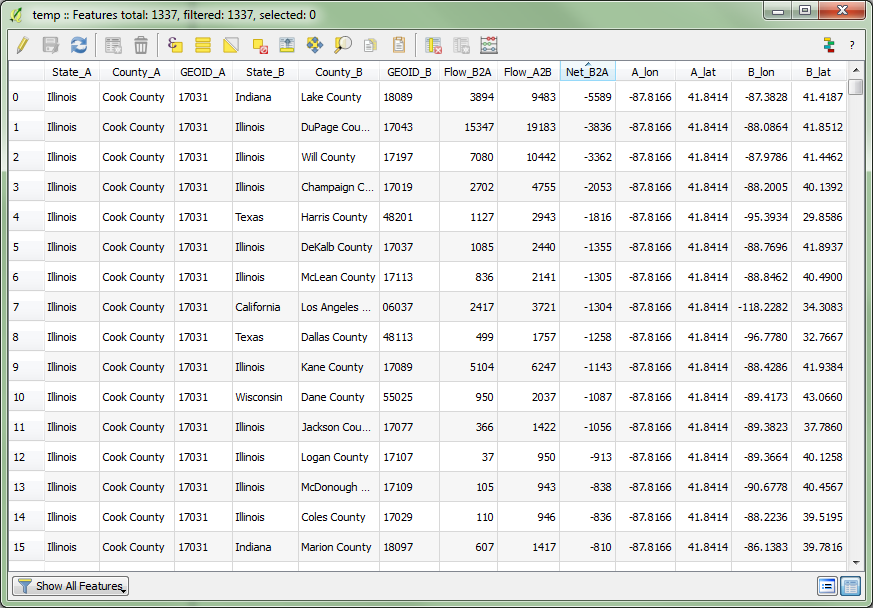 temp :: Features total: 1337, filtered: 1337, selected: 0
?
State_A County_A GEOID_A State_B County_B GEOID_B Flow_B2A Flow_A2B Net_B2A A_lon A_lat B_lon B_lat
0 Illinois Cook County 17031 Indiana Lake County 18089 3894 9483 -5589 -87.8166 41.8414 -87.3828 41.4187
1 Illinois Cook County 17031 Illinois DuPage Cou... 17043 15347 19183 -3836 -87.8166 41.8414 -88.0864 41.8512
2 Illinois Cook County 17031 Illinois Will County 17197 7080 10442 -3362 -87.8166 41.8414 -87.9786 41.4462
3 Illinois Cook County 17031 Illinois Champaign C... 17019 2702 4755 -2053 -87.8166 41.8414 -88.2005 40.1392
4 Illinois Cook County 17031 Texas Harris County 48201 1127 2943 -1816 -87.8166 41.8414 -95.3934 29.8586
5 Illinois Cook County 17031 Illinois DeKalb County 17037 1085 2440 -1355 -87.8166 41.8414 -88.7696 41.8937
6 Illinois Cook County 17031 Illinois McLean County 17113 836 2141 -1305 -87.8166 41.8414 -88.8462 40.4900
7 Illinois Cook County 17031 California Los Angeles ... 06037 2417 3721 -1304 -87.8166 41.8414 -118.2282 34.3083
8 Illinois Cook County 17031 Texas Dallas County 48113 499 1757 -1258 -87.8166 41.8414 -96.7780 32.7667
9 Illinois Cook County 17031 Illinois Kane County 17089 5104 6247 -1143 -87.8166 41.8414 -88.4286 41.9384
10 Illinois Cook County 17031 Wisconsin Dane County 55025 950 2037 -1087 -87.8166 41.8414 -89.4173 43.0660
11 Illinois Cook County 17031 Illinois Jackson Cou... 17077 366 1422 -1056 -87.8166 41.8414 -89.3823 37.7860
12 Illinois Cook County 17031 Illinois Logan County 17107 37 950 -913 -87.8166 41.8414 -89.3664 40.1258
13 Illinois Cook County 17031 Illinois McDonough ... 17109 105 943 -838 -87.8166 41.8414 -90.6778 40.4567
14 Illinois Cook County 17031 Illinois Coles County 17029 110 946 -836 -87.8166 41.8414 -88.2236 39.5195
15 Illinois Cook County 17031 Indiana Marion County 18097 607 1417 -810 -87.8166 41.8414 -86.1383 39.7816
Show All Features